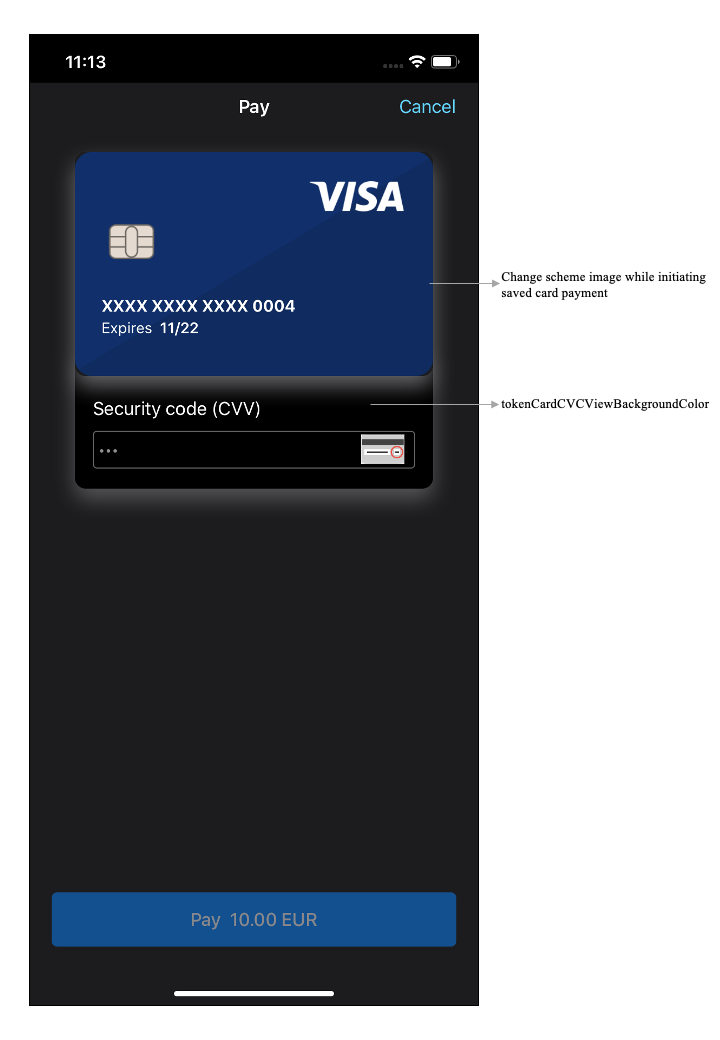 11:13
Pay
Cancel
VISA
XXXX XXXX XXXX 0004
Expires 11/22
Change scheme image while initiating
saved card payment
Security code (CVV)
tokenCardCVCViewBackgroundColor
•••
Pay 10.00 EUR